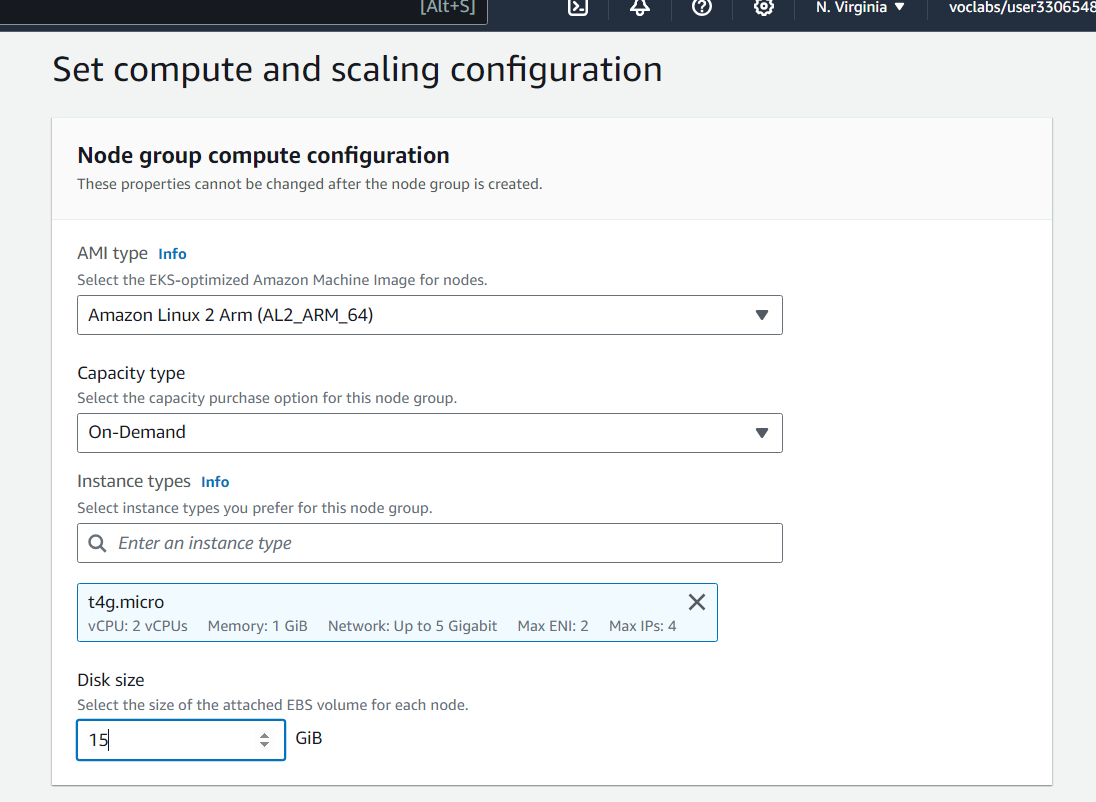 [Alt+S] N. Virginia ▼ voclabs/user3306548
Set compute and scaling configuration
Node group compute configuration
These properties cannot be changed after the node group is created.
AMI type Info
Select the EKS-optimized Amazon Machine Image for nodes.
Amazon Linux 2 Arm (AL2_ARM_64)
Capacity type
Select the capacity purchase option for this node group.
On-Demand
Instance types Info
Select instance types you prefer for this node group.
Enter an instance type
t4g.micro
vCPU: 2 vCPUs Memory: 1 GiB Network: Up to 5 Gigabit Max ENI: 2 Max IPs: 4
Disk size
Select the size of the attached EBS volume for each node.
15 GiB